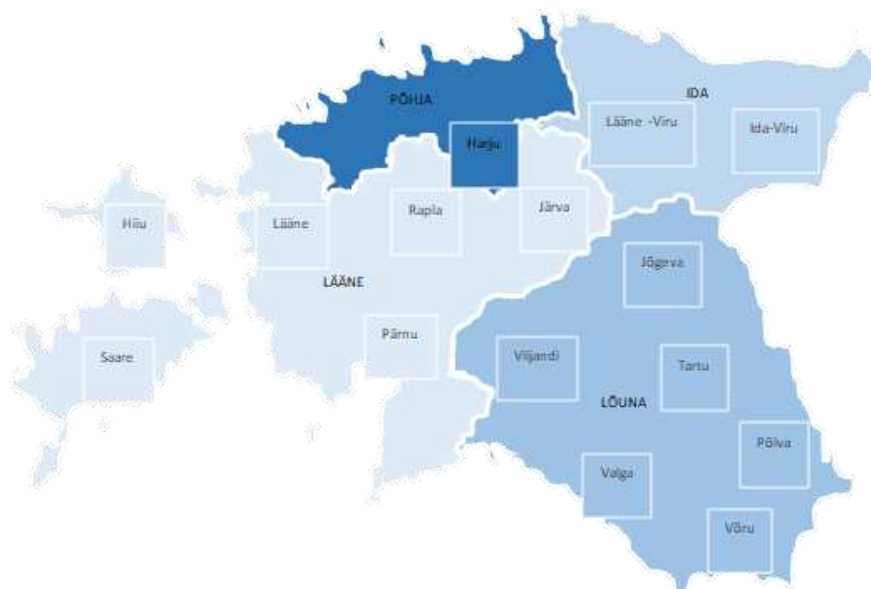 PÕHJA
IDA
Lääne -Viru
Ida-Viru
Harju
Hiiu
Lääne
Rapla
Järva
LÄÄNE
Jõgeva
Pärnu
Saare
Viljandi
Tartu
LÕUNA
Põlva
Valga
Võru